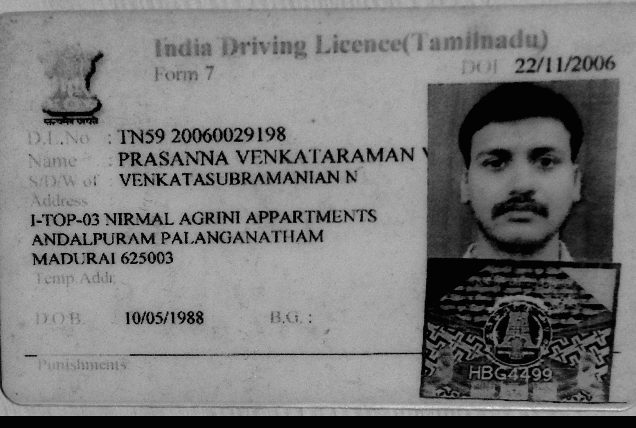 India Driving Licence(Tamilnadu)
Form 7
DOI 22/11/2006
सत्यमेव जयते
D.L.No : TN59 20060029198
Name : PRASANNA VENKATARAMAN V
S/D/W of : VENKATASUBRAMANIAN N
Address
I-TOP-03 NIRMAL AGRINI APPARTMENTS
ANDALPURAM PALANGANATHAM
MADURAI 625003
Temp.Addr.
D.O.B. 10/05/1988 B.G. :
Punishments
HBG4499